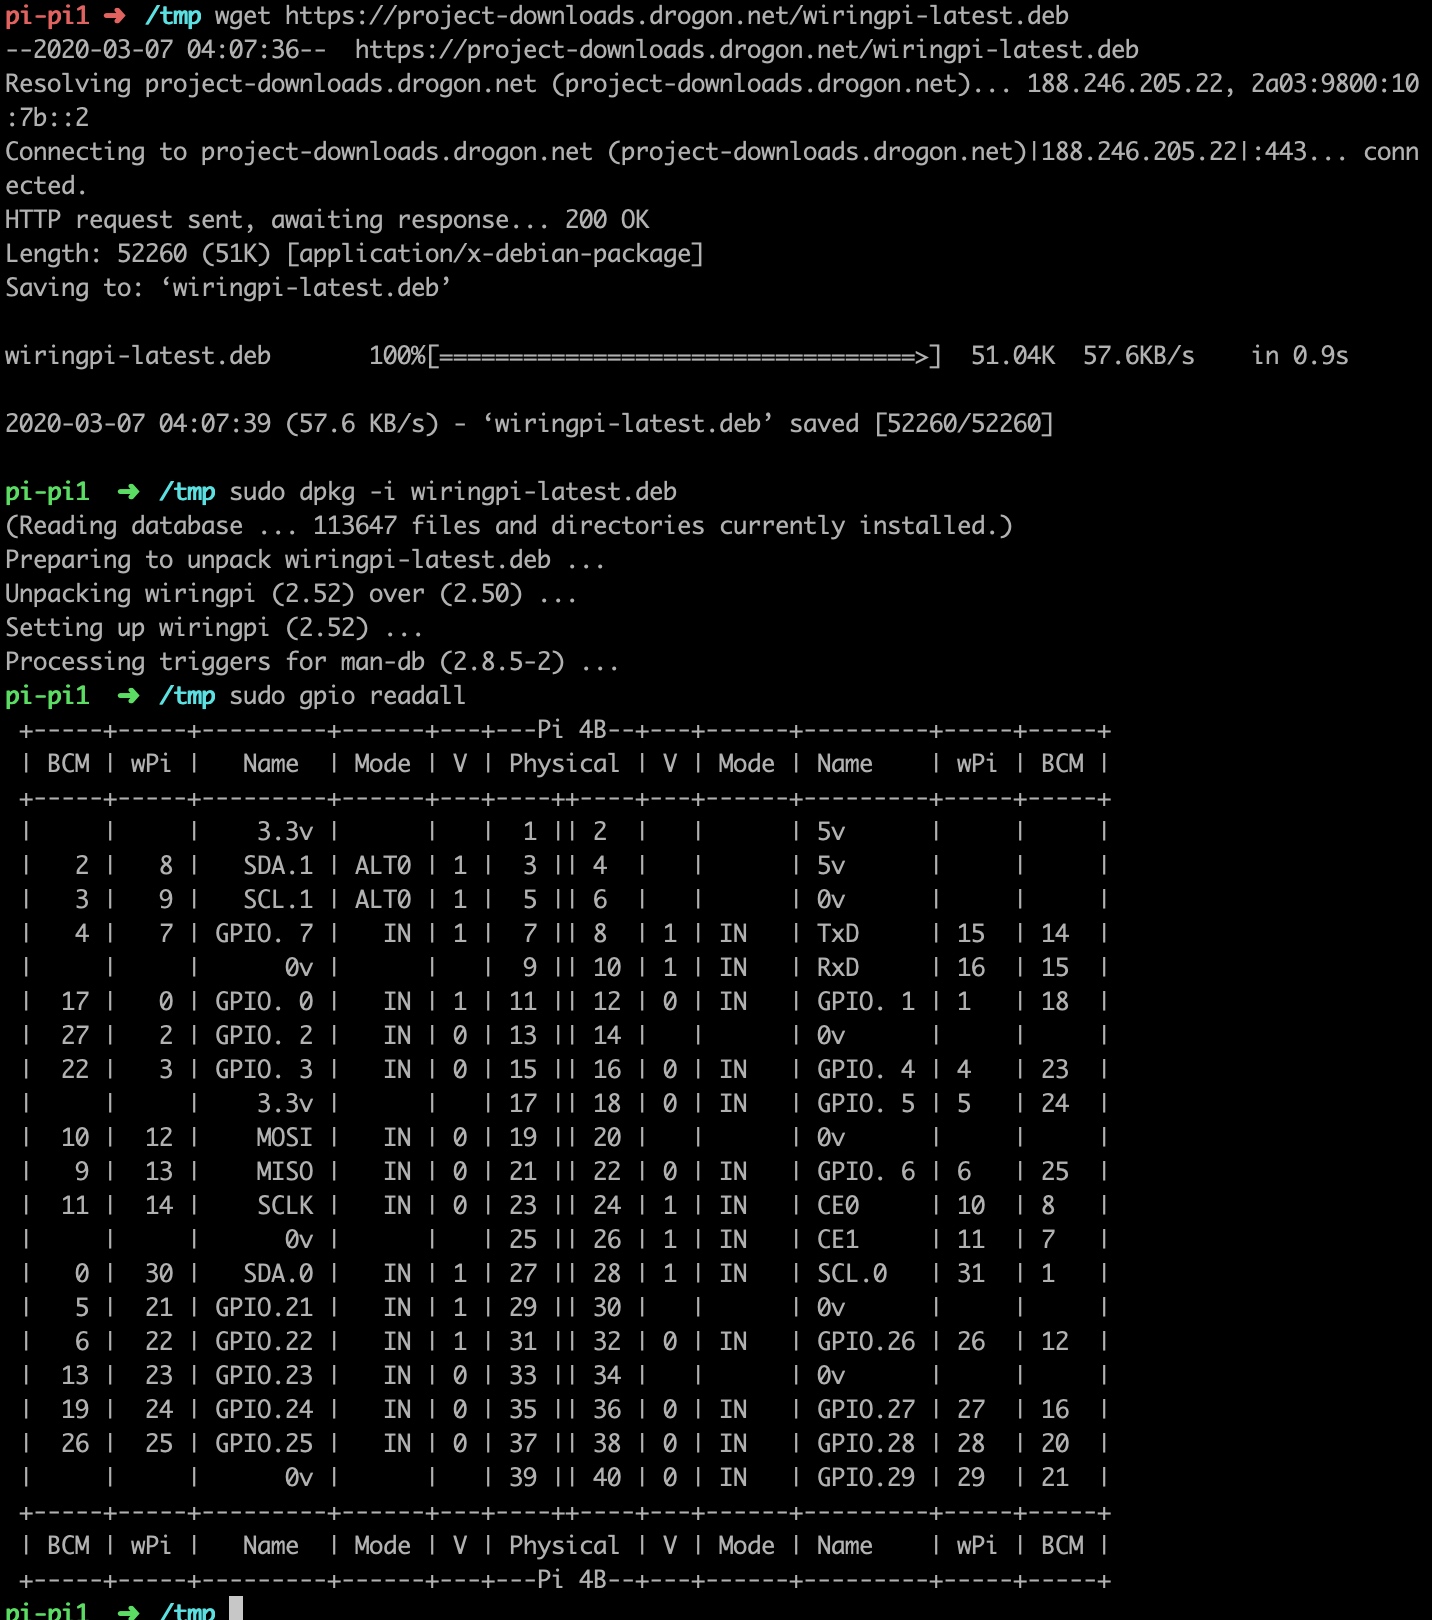 pi-pi1 ➜ /tmp wget https://project-downloads.drogon.net/wiringpi-latest.deb
--2020-03-07 04:07:36--  https://project-downloads.drogon.net/wiringpi-latest.deb
Resolving project-downloads.drogon.net (project-downloads.drogon.net)... 188.246.205.22, 2a03:9800:10
:7b::2
Connecting to project-downloads.drogon.net (project-downloads.drogon.net)|188.246.205.22|:443... conn
ected.
HTTP request sent, awaiting response... 200 OK
Length: 52260 (51K) [application/x-debian-package]
Saving to: ‘wiringpi-latest.deb’
wiringpi-latest.deb       100%[==================================>]  51.04K  57.6KB/s    in 0.9s
2020-03-07 04:07:39 (57.6 KB/s) - ‘wiringpi-latest.deb’ saved [52260/52260]
pi-pi1  ➜  /tmp sudo dpkg -i wiringpi-latest.deb
(Reading database ... 113647 files and directories currently installed.)
Preparing to unpack wiringpi-latest.deb ...
Unpacking wiringpi (2.52) over (2.50) ...
Setting up wiringpi (2.52) ...
Processing triggers for man-db (2.8.5-2) ...
pi-pi1  ➜  /tmp sudo gpio readall
 +-----+-----+---------+------+---+---Pi 4B--+---+------+---------+-----+-----+
 | BCM | wPi |   Name  | Mode | V | Physical | V | Mode | Name    | wPi | BCM |
 +-----+-----+---------+------+---+----++----+---+------+---------+-----+-----+
 |     |     |    3.3v |      |   |  1 || 2  |   |      | 5v      |     |     |
 |   2 |   8 |   SDA.1 | ALT0 | 1 |  3 || 4  |   |      | 5v      |     |     |
 |   3 |   9 |   SCL.1 | ALT0 | 1 |  5 || 6  |   |      | 0v      |     |     |
 |   4 |   7 | GPIO. 7 |   IN | 1 |  7 || 8  | 1 | IN   | TxD     | 15  | 14  |
 |     |     |      0v |      |   |  9 || 10 | 1 | IN   | RxD     | 16  | 15  |
 |  17 |   0 | GPIO. 0 |   IN | 1 | 11 || 12 | 0 | IN   | GPIO. 1 | 1   | 18  |
 |  27 |   2 | GPIO. 2 |   IN | 0 | 13 || 14 |   |      | 0v      |     |     |
 |  22 |   3 | GPIO. 3 |   IN | 0 | 15 || 16 | 0 | IN   | GPIO. 4 | 4   | 23  |
 |     |     |    3.3v |      |   | 17 || 18 | 0 | IN   | GPIO. 5 | 5   | 24  |
 |  10 |  12 |    MOSI |   IN | 0 | 19 || 20 |   |      | 0v      |     |     |
 |   9 |  13 |    MISO |   IN | 0 | 21 || 22 | 0 | IN   | GPIO. 6 | 6   | 25  |
 |  11 |  14 |    SCLK |   IN | 0 | 23 || 24 | 1 | IN   | CE0     | 10  | 8   |
 |     |     |      0v |      |   | 25 || 26 | 1 | IN   | CE1     | 11  | 7   |
 |   0 |  30 |   SDA.0 |   IN | 1 | 27 || 28 | 1 | IN   | SCL.0   | 31  | 1   |
 |   5 |  21 | GPIO.21 |   IN | 1 | 29 || 30 |   |      | 0v      |     |     |
 |   6 |  22 | GPIO.22 |   IN | 1 | 31 || 32 | 0 | IN   | GPIO.26 | 26  | 12  |
 |  13 |  23 | GPIO.23 |   IN | 0 | 33 || 34 |   |      | 0v      |     |     |
 |  19 |  24 | GPIO.24 |   IN | 0 | 35 || 36 | 0 | IN   | GPIO.27 | 27  | 16  |
 |  26 |  25 | GPIO.25 |   IN | 0 | 37 || 38 | 0 | IN   | GPIO.28 | 28  | 20  |
 |     |     |      0v |      |   | 39 || 40 | 0 | IN   | GPIO.29 | 29  | 21  |
 +-----+-----+---------+------+---+----++----+---+------+---------+-----+-----+
 | BCM | wPi |   Name  | Mode | V | Physical | V | Mode | Name    | wPi | BCM |
 +-----+-----+---------+------+---+---Pi 4B--+---+------+---------+-----+-----+
pi-pi1  ➜  /tmp